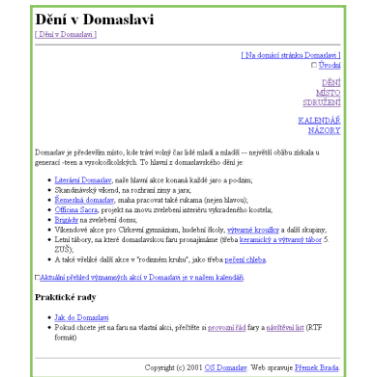 Dění v Domaslavi
[ Dění v Domaslavi ]
[ Na domácí stránku Domaslavi ]
Úvodní
DĚNÍ
MÍSTO
SDRUŽENÍ
KALENDÁŘ
NÁZORY
Domaslav je především místo, kde tráví volný čas lidé mladí a mladší -- největší oblibu získala u
generací -teen a vysokoškolských. To hlavní z domaslavského dění je
Literární Domaslav, naše hlavní akce konaná každé jaro a podzim;
Skandinávský víkend, na rozhraní zimy a jara;
Řemeslná domaslav, snaha pracovat také rukama (nejen hlavou);
Officina Sacra, projekt na znovu zvelebení interiéru vykradeného kostela;
Brigády na zvelebení domu;
Víkendové akce pro Církevní gymnázium, hudební školy, výtvarné kroužky a další skupiny,
Letní tábory, na které domaslavskou faru pronajímáme (třeba keramický a výtvarný tábor 5.
ZUŠ);
A také všeliké další akce v "rodinném kruhu", jako třeba pečení chleba.
Aktuální přehled významných akcí v Domaslavi je v našem kalendáři.
Praktické rady
Jak do Domaslavi
Pokud chcete jet na faru na vlastní akci, přečtěte si provozní řád fary a návštěvní list (RTF
formát)
Copyright (c) 2001 OS Domaslav. Web spravuje Přemek Brada.